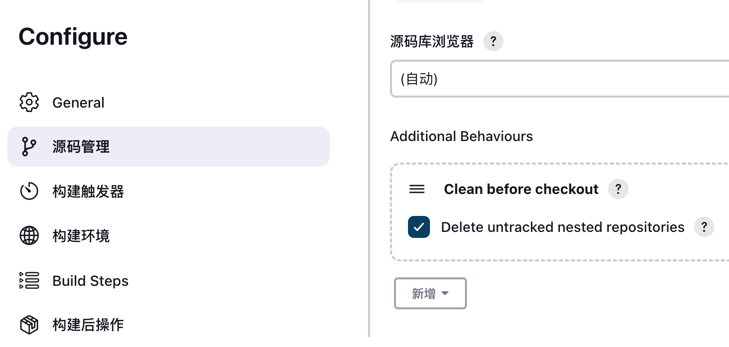 Configure
General
源码管理
构建触发器
构建环境
Build Steps
构建后操作
源码库浏览器 ?
(自动)
Additional Behaviours
Clean before checkout ?
Delete untracked nested repositories ?
新增